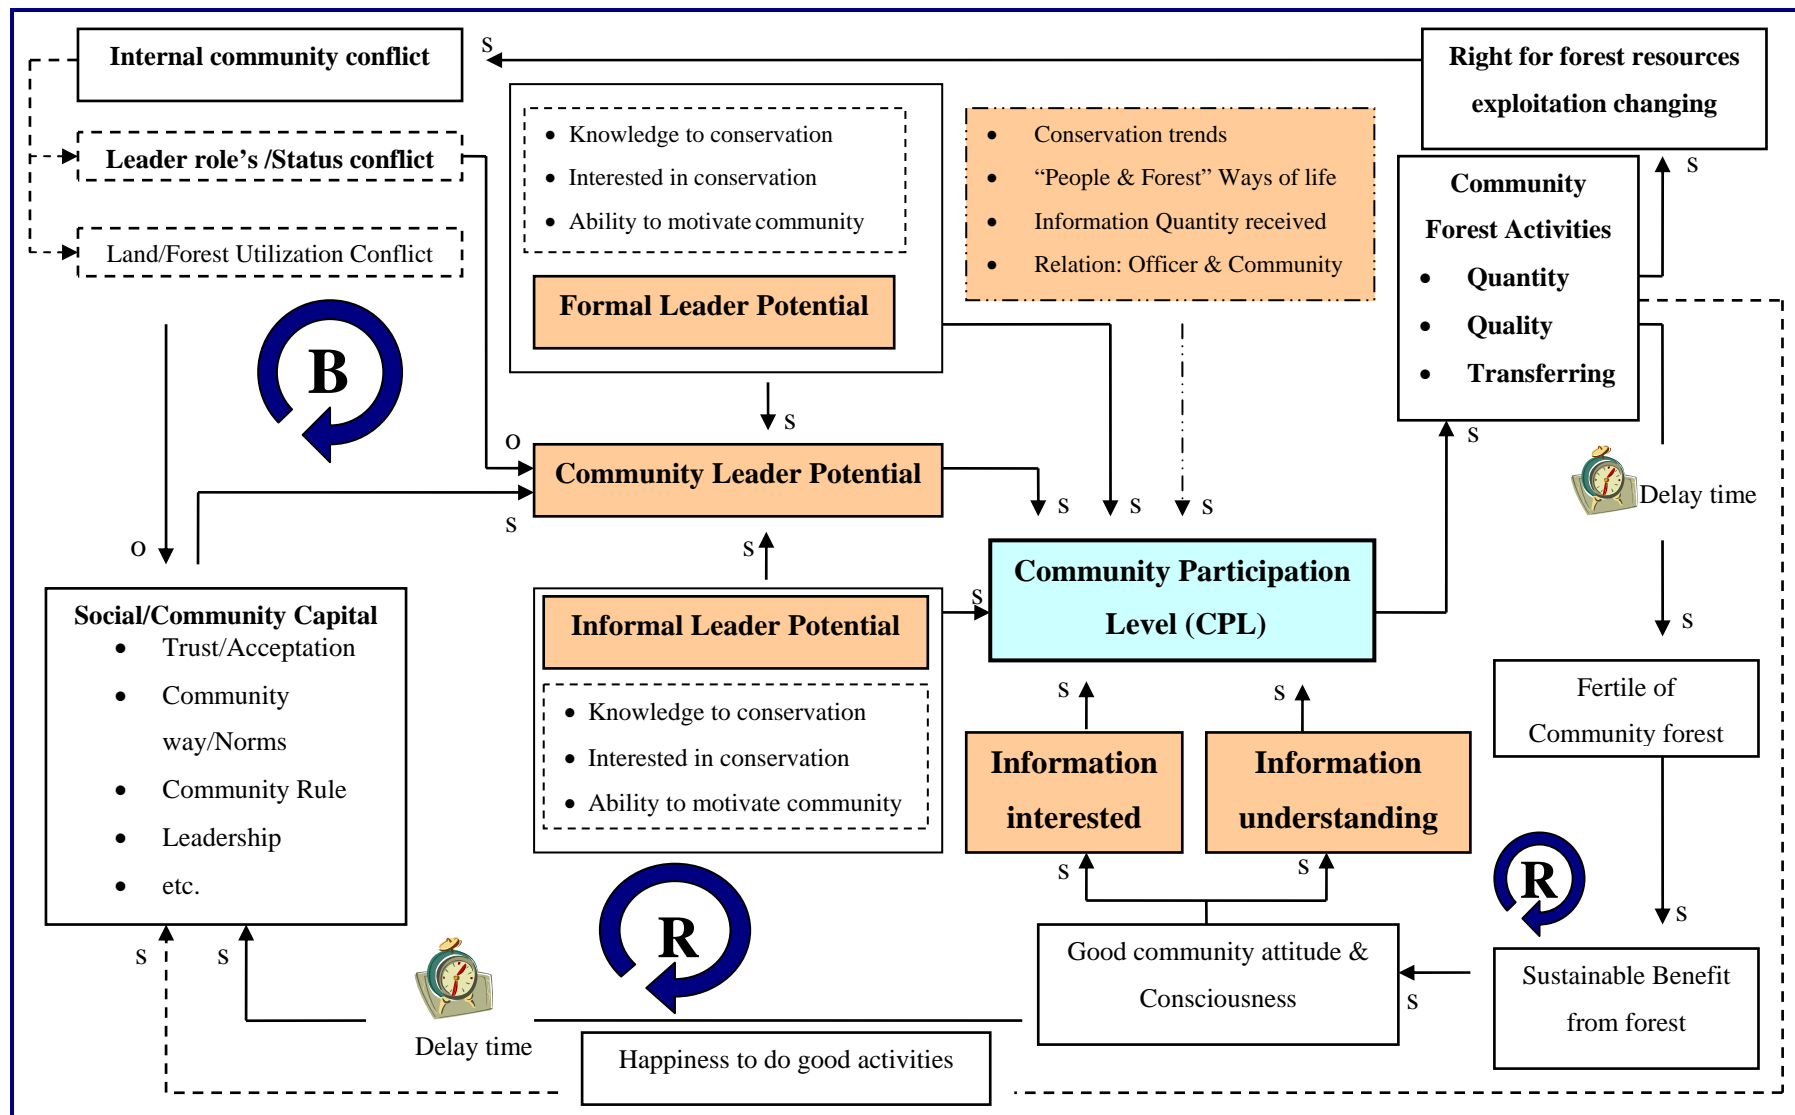 Internal community conflict
S
Right for forest resources
exploitation changing
S
Leader role's /Status conflict
Land/Forest Utilization Conflict
• Knowledge to conservation
• Interested in conservation
• Ability to motivate community
Formal Leader Potential
S
• Conservation trends
• “People & Forest” Ways of life
• Information Quantity received
• Relation: Officer & Community
Community
Forest Activities
• Quantity
• Quality
• Transferring
S
B
O
Community Leader Potential
S
S
S
S
S
Delay time
O
S
Community Participation
Level (CPL)
S
Social/Community Capital
• Trust/Acceptation
• Community
way/Norms
• Community Rule
• Leadership
• etc.
Informal Leader Potential
• Knowledge to conservation
• Interested in conservation
• Ability to motivate community
S
S
Information
interested
Information
understanding
Fertile of
Community forest
S
S
R
R
S
S
S
Good community attitude &
Consciousness
S
Sustainable Benefit
from forest
Delay time
Happiness to do good activities